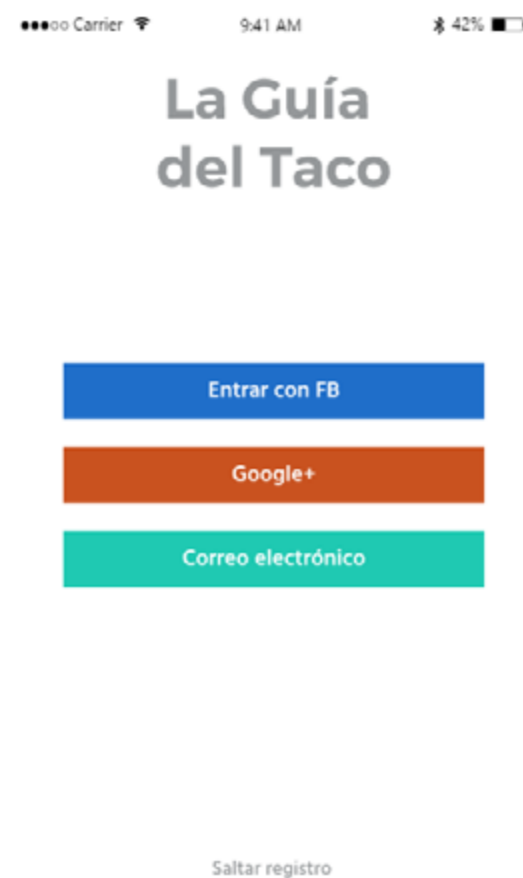 Carrier 9:41 AM 42%
La Guía
del Taco
Entrar con FB
Google+
Correo electrónico
Saltar registro